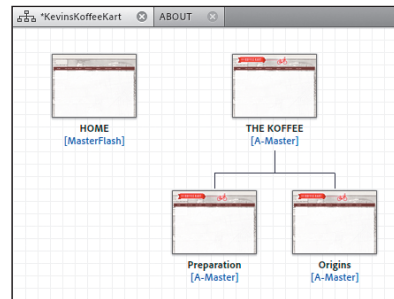 *KevinsKoffeeKart
ABOUT
HOME
[MasterFlash]
THE KOFFEE
[A-Master]
Preparation
[A-Master]
Origins
[A-Master]